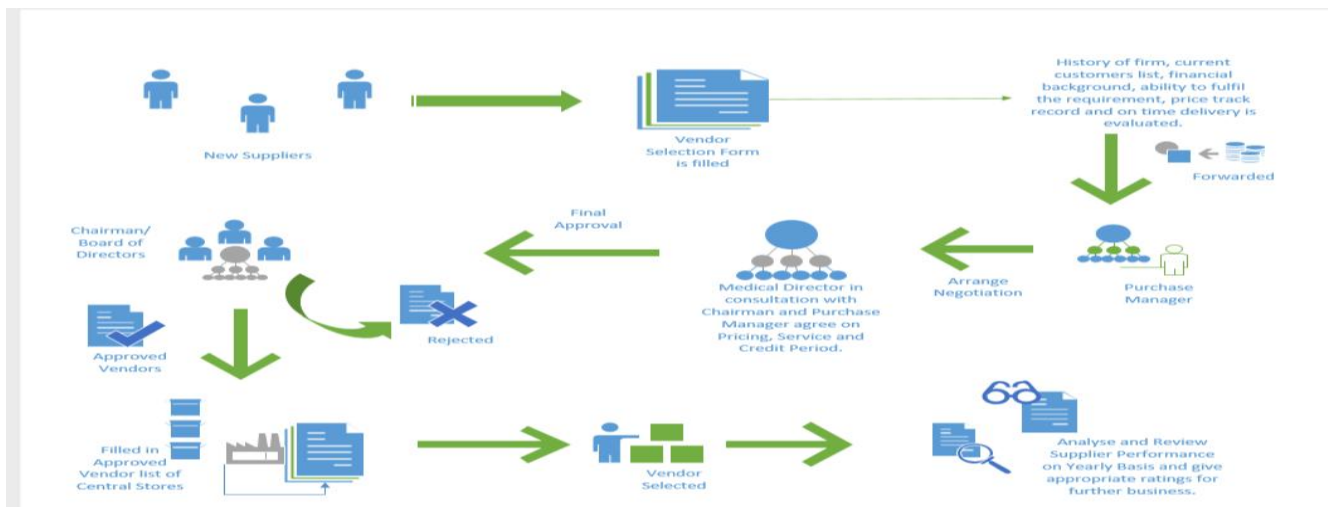 New Suppliers
Vendor
Selection Form
is filled
History of firm, current
customers list, financial
background, ability to fulfil
the requirement, price track
record and on time delivery is
evaluated.
Forwarded
Purchase
Manager
Arrange
Negotiation
Medical Director in
consultation with
Chairman and Purchase
Manager agree on
Pricing, Service and
Credit Period.
Final
Approval
Chairman/
Board of
Directors
Rejected
Approved
Vendors
Filled in
Approved
Vendor list of
Central Stores
Vendor
Selected
Analyse and Review
Supplier Performance
on Yearly Basis and give
appropriate ratings for
further business.